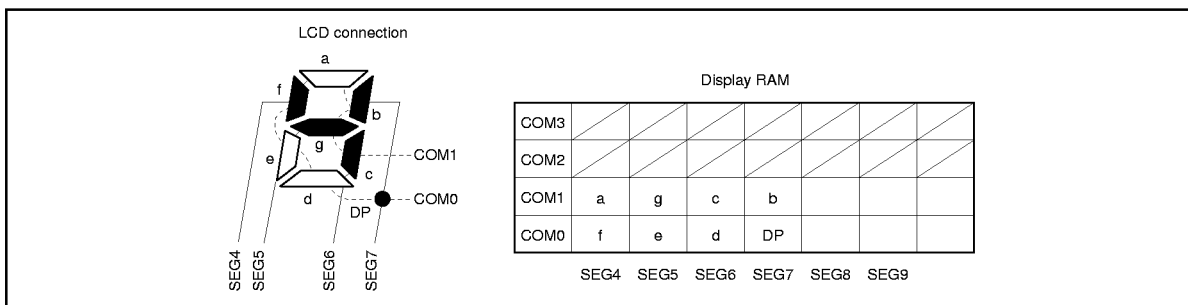 LCD connection
a
f
b
g
e
COM1
c
d
DP
COM0
SEG4
SEG5
SEG6
SEG7
Display RAM
COM3
COM2
COM1 a g c b
COM0 f e d DP
SEG4 SEG5 SEG6 SEG7 SEG8 SEG9